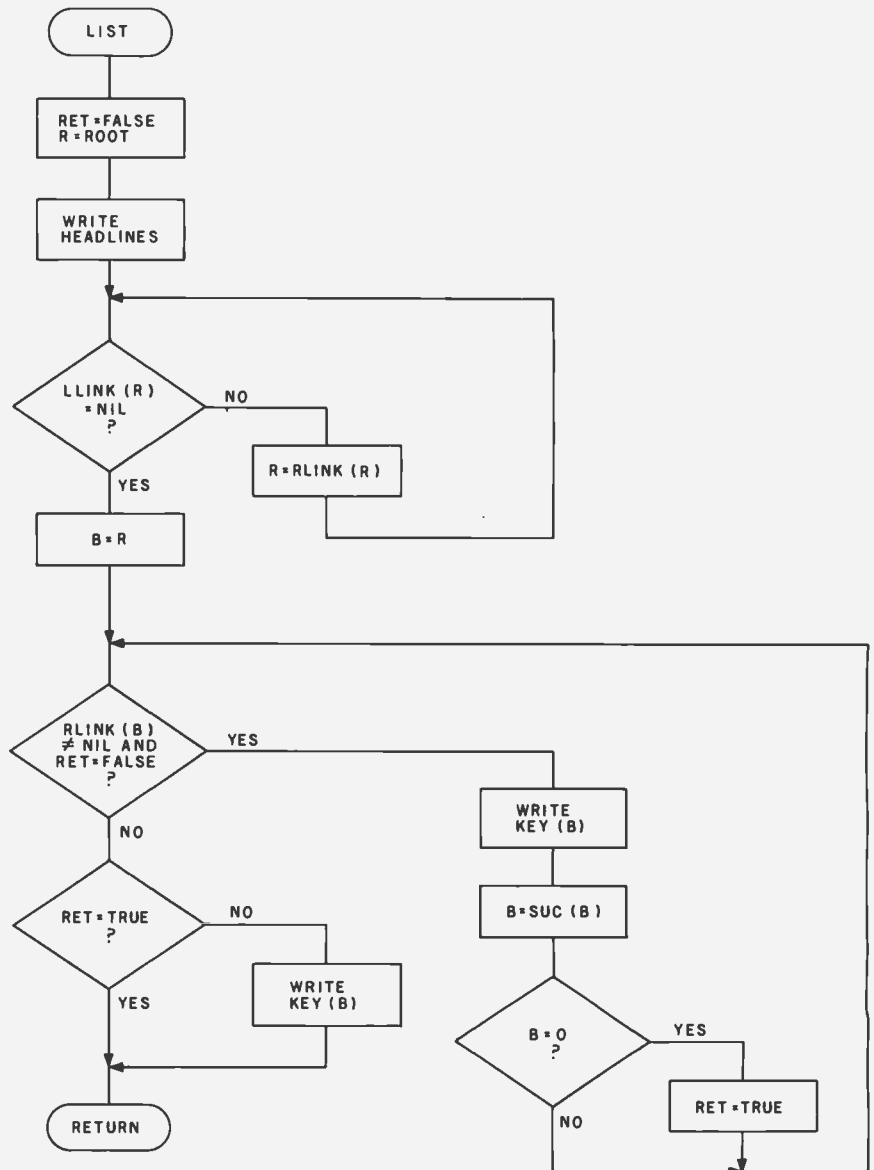 LIST
RET=FALSE
R=ROOT
WRITE
HEADLINES
LLINK (R)
=NIL
?
NO
R=RLINK (R)
YES
B=R
RLINK (B)
≠ NIL AND
RET=FALSE
?
YES
WRITE
KEY (B)
NO
B=SUC (B)
RET=TRUE
?
NO
WRITE
KEY (B)
YES
B=0
?
YES
RET=TRUE
NO
RETURN